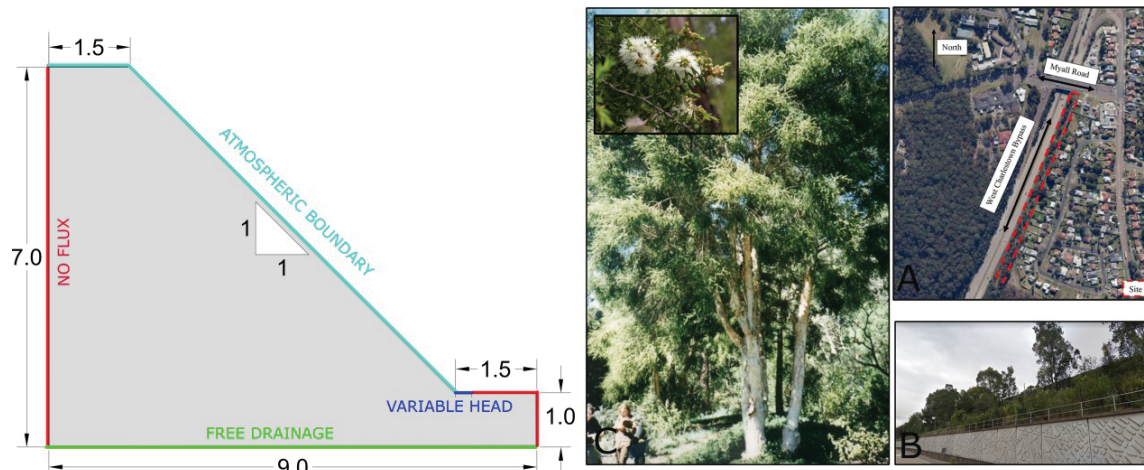 1.5
7.0
NO FLUX
ATMOSPHERIC BOUNDARY
1
1
1.5
VARIABLE HEAD
1.0
FREE DRAINAGE
9.0
C
North
Myall Road
West Charlestown Bypass
A
Site
B